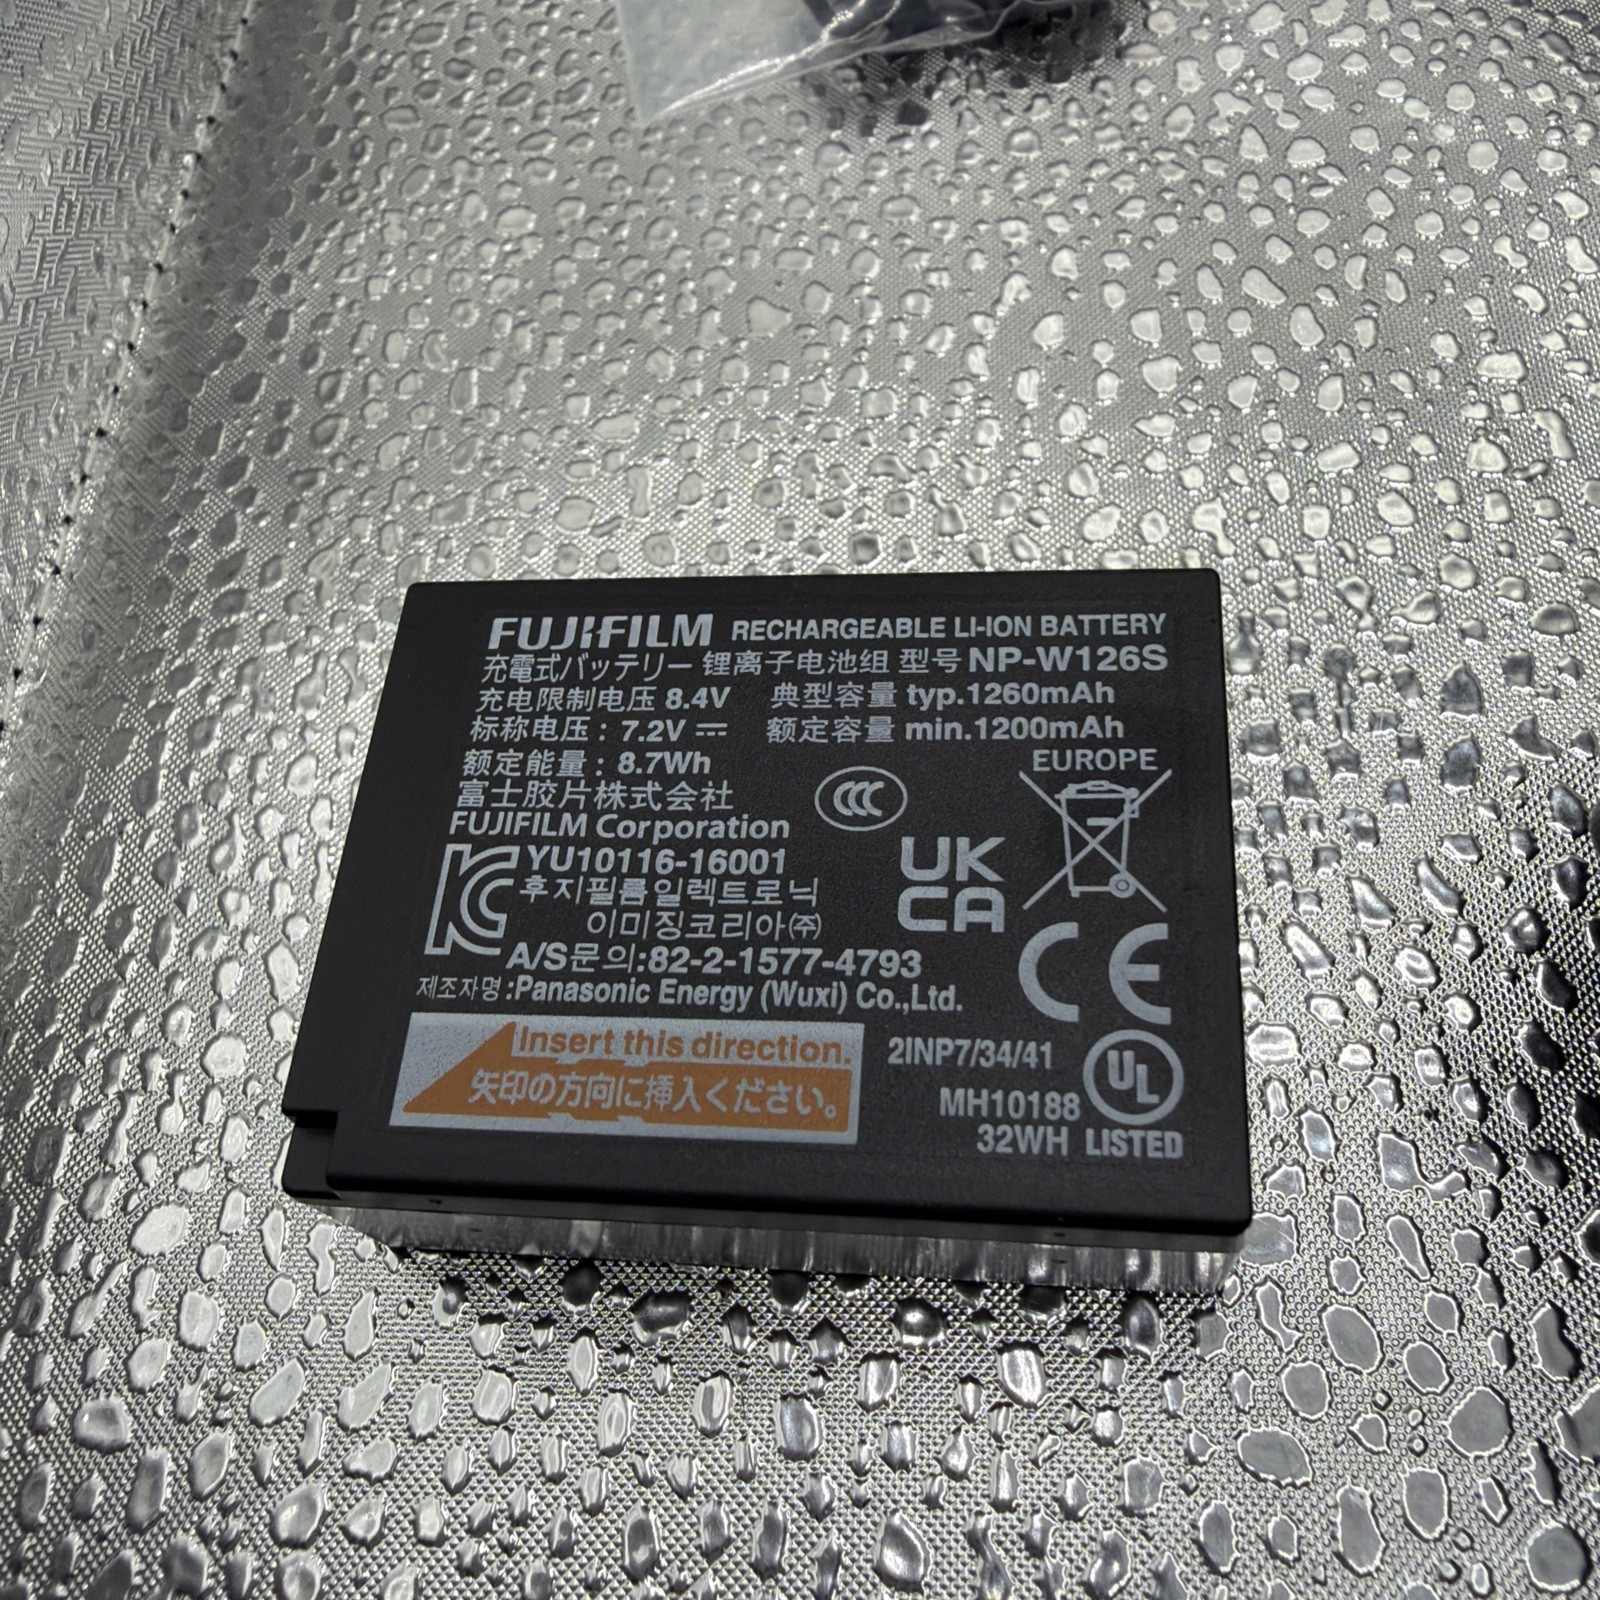 FUJIFILM RECHARGEABLE LI-ION BATTERY
充電式バッテリー 锂离子电池组 型号 NP-W126S
充电限制电压 8.4V 典型容量 typ.1260mAh
标称电压: 7.2V 额定容量 min.1200mAh
额定能量: 8.7Wh
EUROPE
富士胶片株式会社
CCC
FUJIFILM Corporation
UK
CA
KC
YU10116-16001
후지필름일렉트로닉
이미징코리아㈜
CE
A/S문의:82-2-1577-4793
제조자명:Panasonic Energy (Wuxi) Co.,Ltd.
Insert this direction.
矢印の方向に挿入ください。
2INP7/34/41
UL
MH10188
32WH LISTED